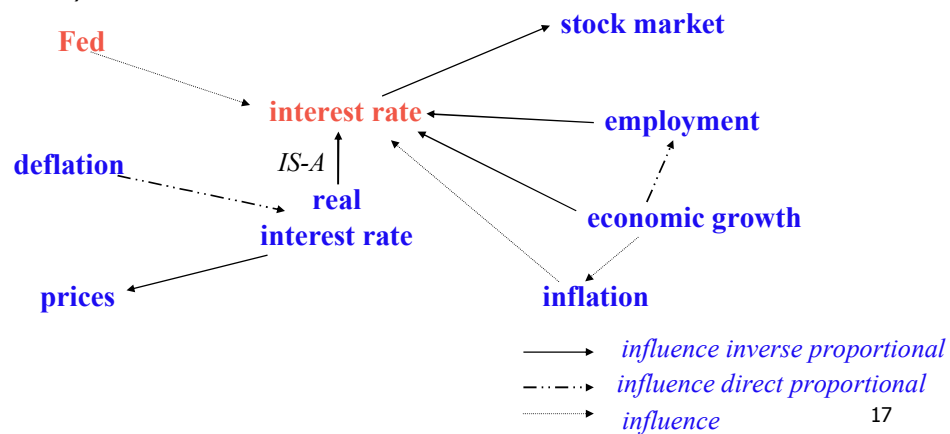 stock market
Fed
interest rate
employment
IS-A
deflation
real
interest rate
economic growth
prices
inflation
influence inverse proportional
influence direct proportional
influence
17